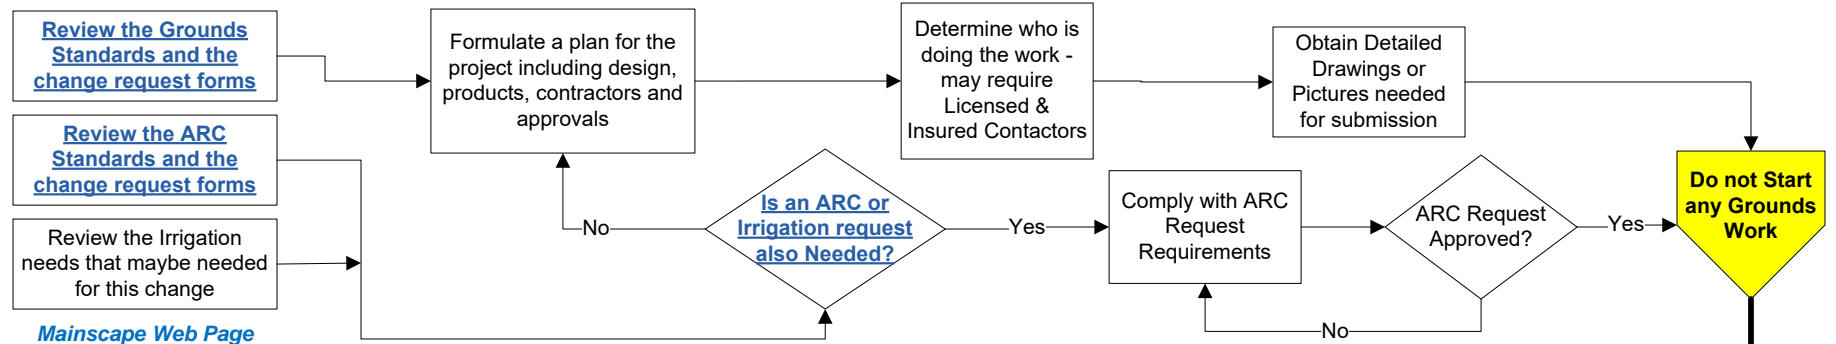 Review the Grounds
Standards and the
change request forms
Formulate a plan for the
project including design,
products, contractors and
approvals
Determine who is
doing the work -
may require
Licensed &
Insured Contactors
Obtain Detailed
Drawings or
Pictures needed
for submission
Review the ARC
Standards and the
change request forms
Review the Irrigation
needs that maybe needed
for this change
Mainscape Web Page
No
Is an ARC or
Irrigation request
also Needed?
Yes
Comply with ARC
Request
Requirements
ARC Request
Approved?
Yes
No
Do not Start
any Grounds
Work